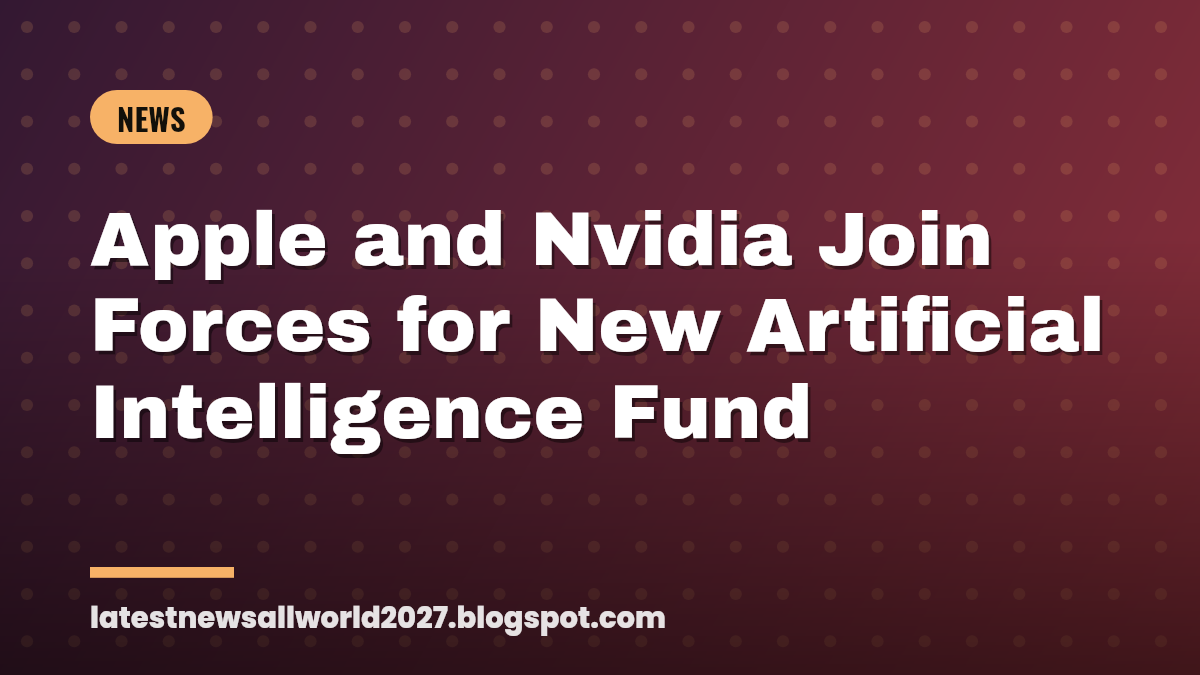 NEWS
Apple and Nvidia Join
Forces for New Artificial
Intelligence Fund
latestnewsallworld2027.blogspot.com